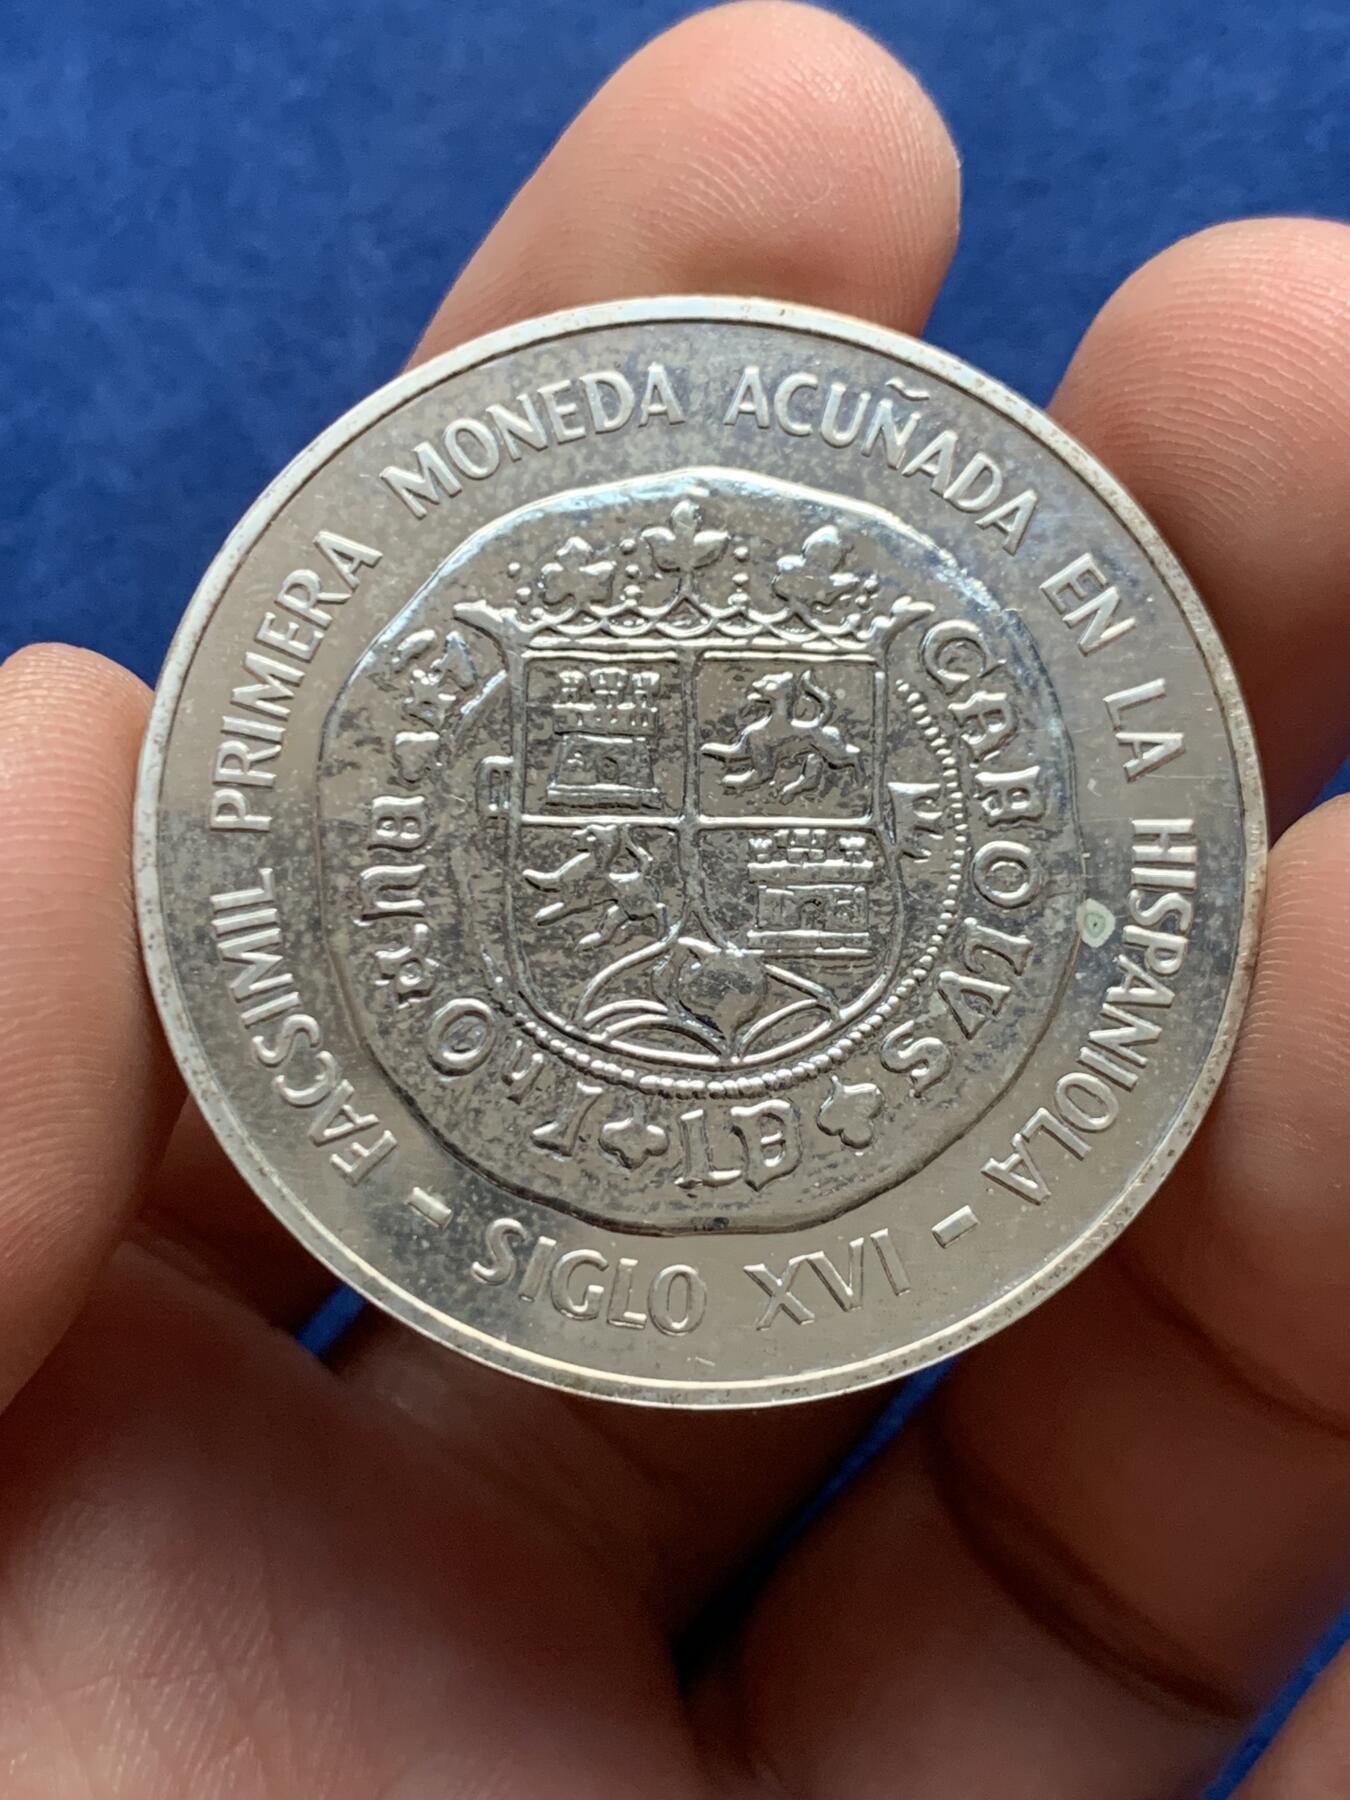 FACSIMIL PRIMERA MONEDA ACUÑADA EN LA HISPANIOLA
- SIGLO XVI -
CAROLVS